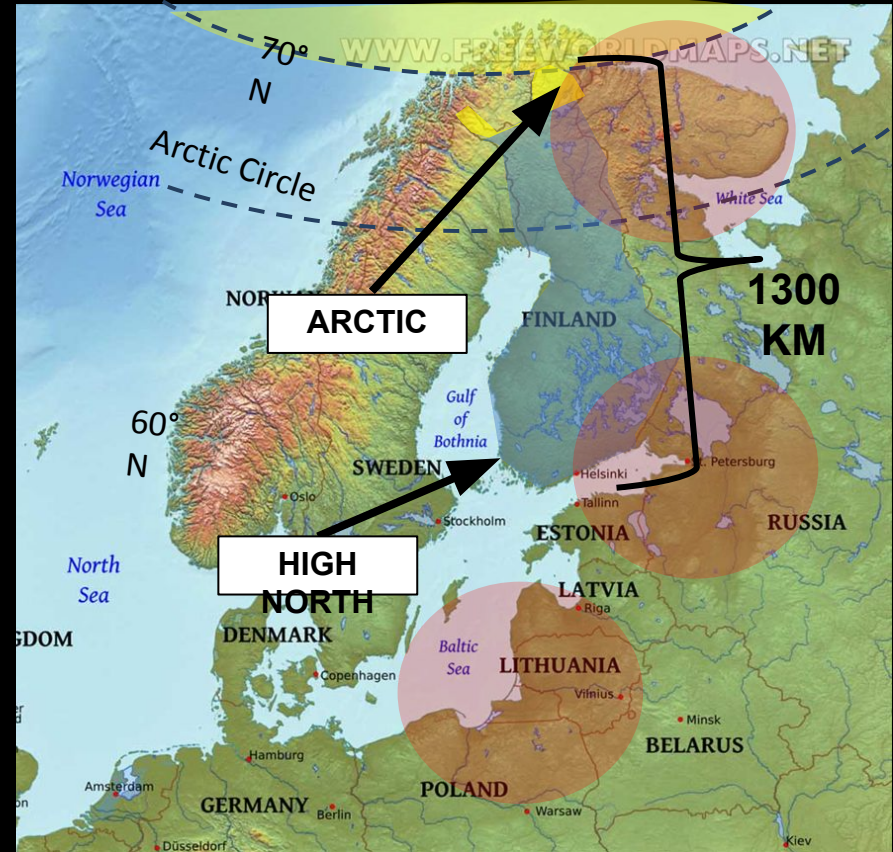 WWW.FREEWORLDMAPS.NET
70°
N
Arctic Circle
Norwegian
Sea
White Sea
NORWAY
1300
KM
ARCTIC
FINLAND
60°
N
Gulf
of
Bothnia
SWEDEN
Helsinki
St. Petersburg
Oslo
Tallinn
Stockholm
ESTONIA
RUSSIA
HIGH
NORTH
North
Sea
LATVIA
Riga
GDOM
DENMARK
Baltic
Sea
LITHUANIA
Copenhagen
Vilnius
Minsk
BELARUS
Hamburg
Amsterdam
POLAND
GERMANY
Berlin
Warsaw
Düsseldorf
Kiev